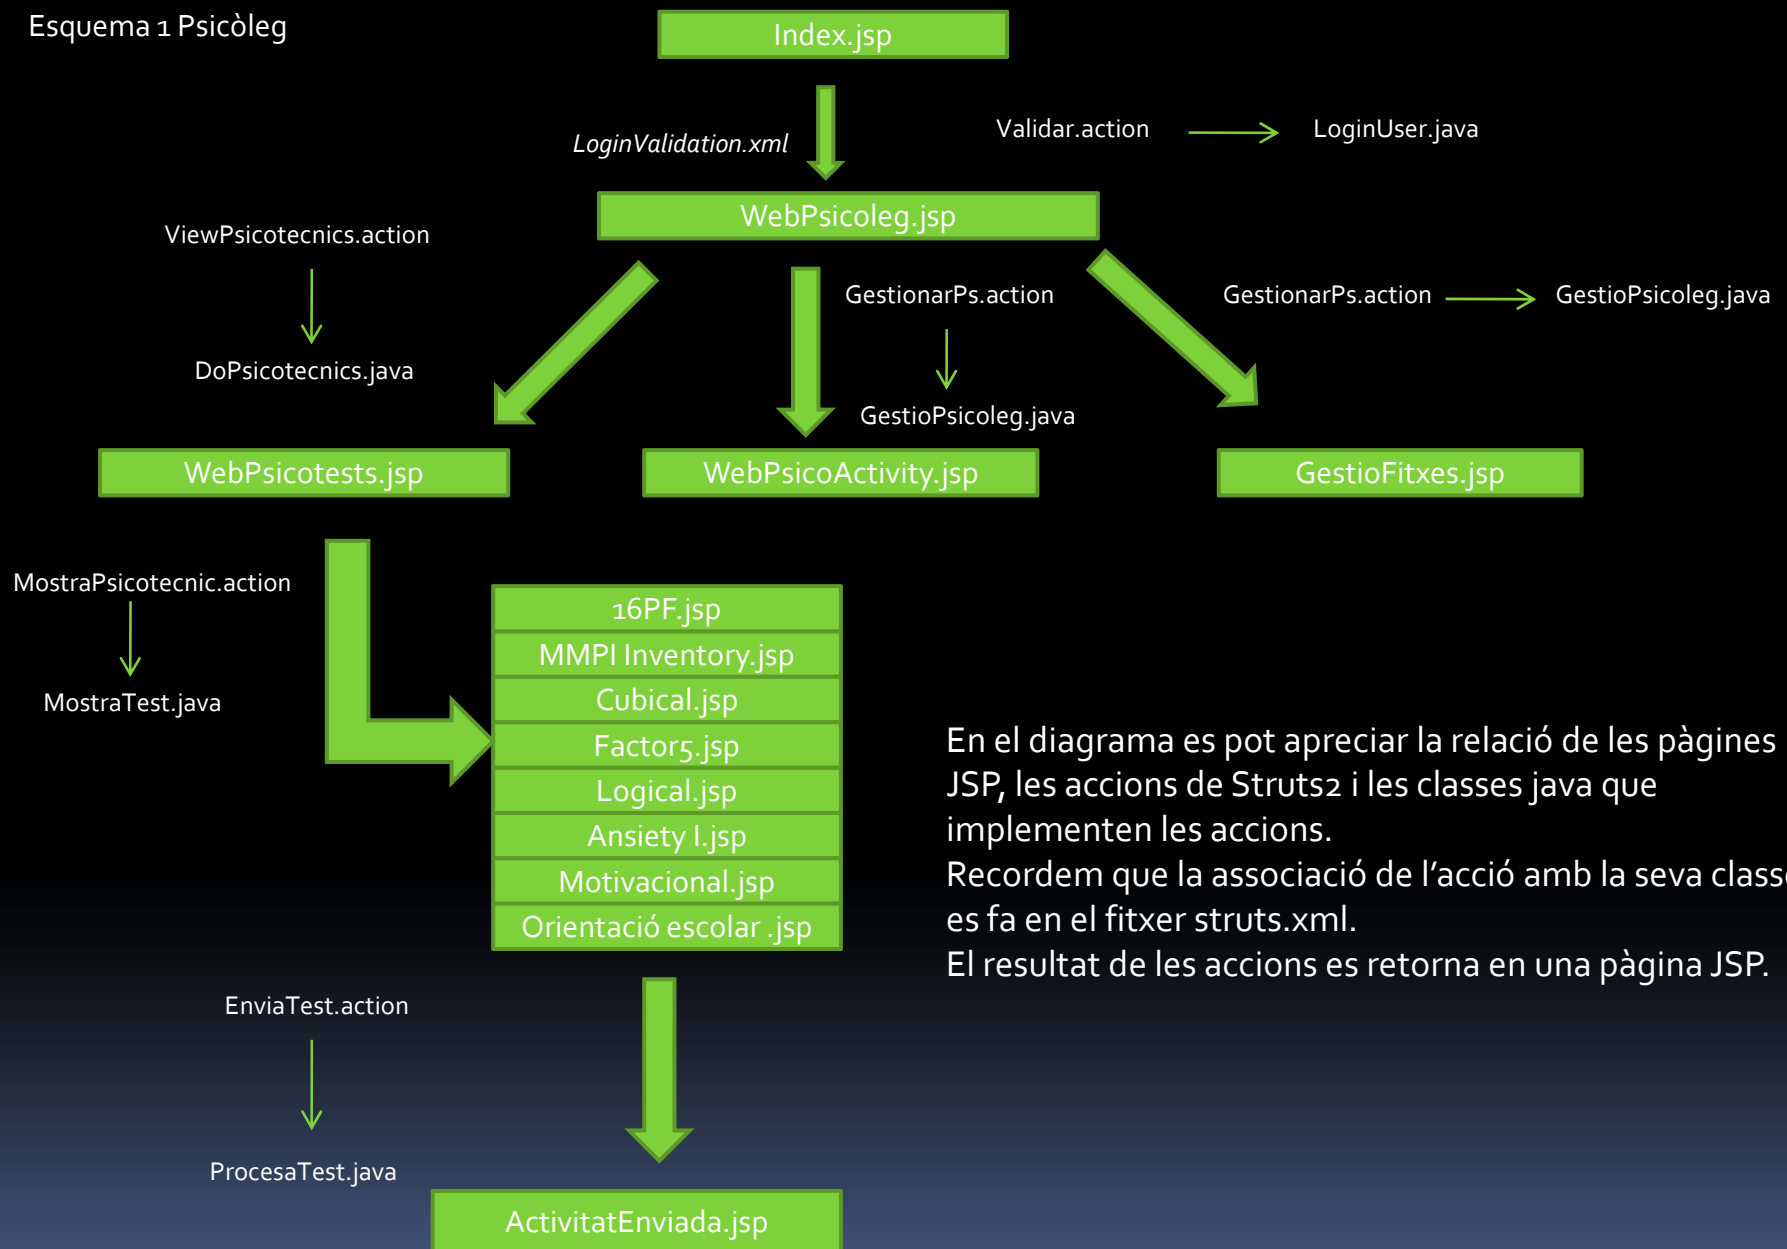 Esquema 1 Psicòleg
Index.jsp
LoginValidation.xml
Validar.action
LoginUser.java
WebPsicoleg.jsp
ViewPsicotecnics.action
DoPsicotecnics.java
GestionarPs.action
GestioPsicoleg.java
GestionarPs.action
GestioPsicoleg.java
WebPsicotests.jsp
WebPsicoActivity.jsp
GestioFitxes.jsp
MostraPsicotecnic.action
MostraTest.java
16PF.jsp
MMPI Inventory.jsp
Cubical.jsp
Factor5.jsp
Logical.jsp
Ansiety I.jsp
Motivacional.jsp
Orientació escolar .jsp
En el diagrama es pot apreciar la relació de les pàgines
JSP, les accions de Struts2 i les classes java que
implementen les accions.
Recordem que la associació de l’acció amb la seva classe
es fa en el fitxer struts.xml.
El resultat de les accions es retorna en una pàgina JSP.
EnviaTest.action
ProcesaTest.java
ActivitatEnviada.jsp